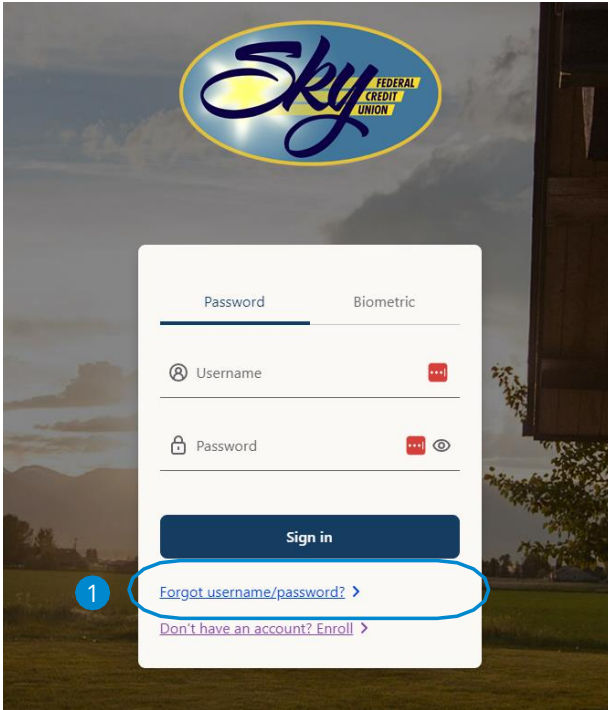 Sky
FEDERAL
CREDIT
UNION
Password Biometric
Username
Password
Sign in
1
Forgot username/password?
Don't have an account? Enroll